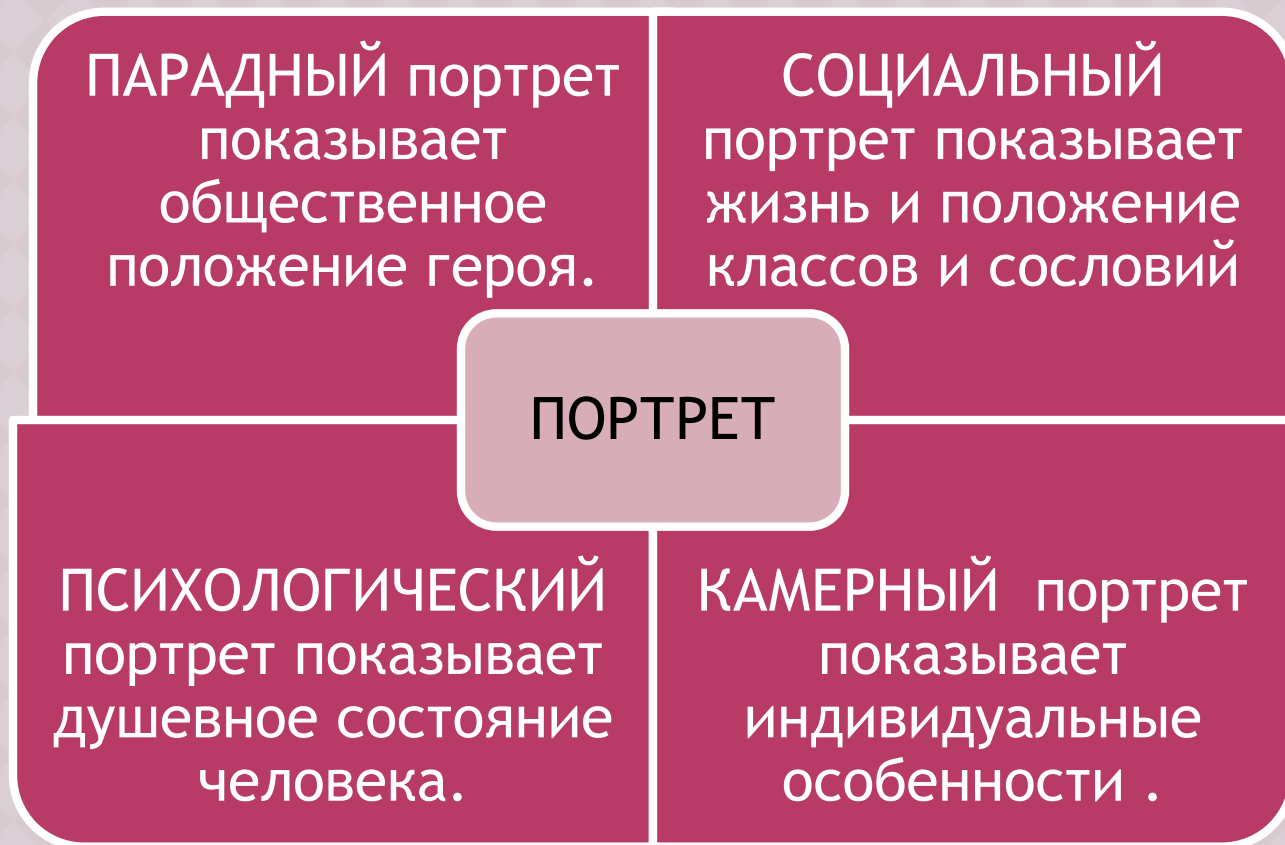 ПАРАДНЫЙ портрет
показывает
общественное
положение героя.
СОЦИАЛЬНЫЙ
портрет показывает
жизнь и положение
классов и сословий
ПОРТРЕТ
ПСИХОЛОГИЧЕСКИЙ
портрет показывает
душевное состояние
человека.
КАМЕРНЫЙ  портрет
показывает
индивидуальные
особенности .